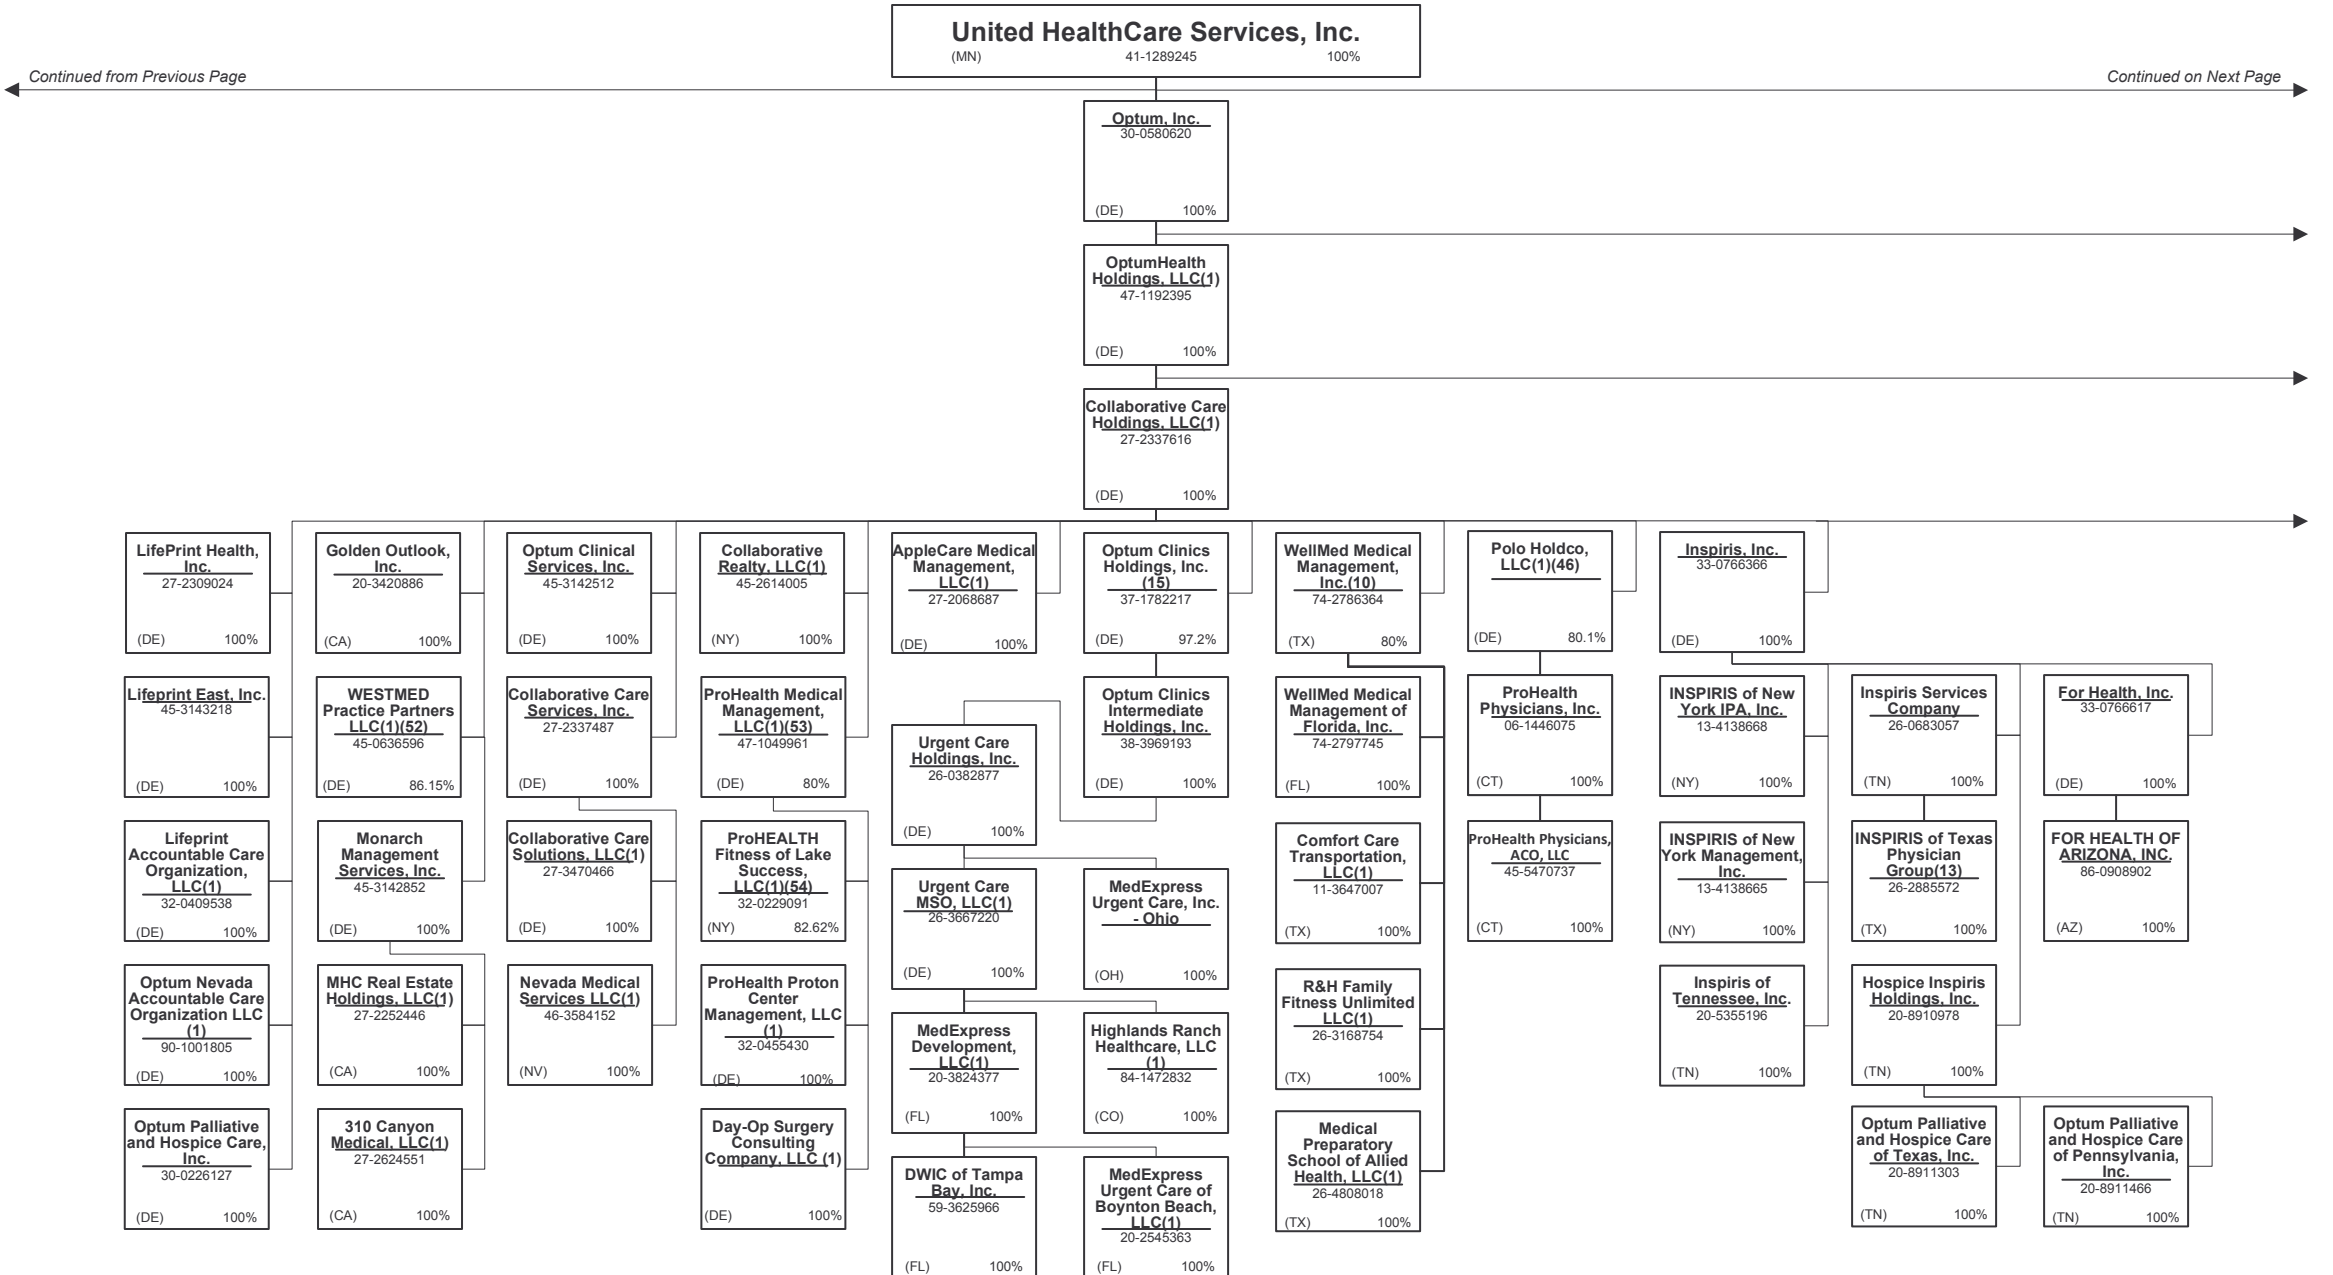 United HealthCare Services, Inc.
(MN) 41-1289245 100%
Continued from Previous Page
Continued on Next Page
Optum, Inc.
30-0580620
(DE) 100%
OptumHealth
Holdings, LLC(1)
47-1192395
(DE) 100%
Collaborative Care
Holdings, LLC(1)
27-2337616
(DE) 100%
LifePrint Health,
Inc.
27-2309024
(DE) 100%
Golden Outlook,
Inc.
20-3420886
(CA) 100%
Optum Clinical
Services, Inc.
45-3142512
(DE) 100%
Collaborative
Realty, LLC(1)
45-2614005
(NY) 100%
AppleCare Medical
Management,
LLC(1)
27-2068687
(DE) 100%
Optum Clinics
Holdings, Inc.
(15)
37-1782217
(DE) 97.2%
WellMed Medical
Management,
Inc.(10)
74-2786364
(TX) 80%
Polo Holdco,
LLC(1)(46)
(DE) 80.1%
Inspiris, Inc.
33-0766366
(DE) 100%
Lifeprint East, Inc.
45-3143218
(DE) 100%
WESTMED
Practice Partners
LLC(1)(52)
45-0636596
(DE) 86.15%
Collaborative Care
Services, Inc.
27-2337487
(DE) 100%
ProHealth Medical
Management,
LLC(1)(53)
47-1049961
(DE) 80%
Urgent Care
Holdings, Inc.
26-0382877
(DE) 100%
Optum Clinics
Intermediate
Holdings, Inc.
38-3969193
(DE) 100%
WellMed Medical
Management of
Florida, Inc.
74-2797745
(FL) 100%
ProHealth
Physicians, Inc.
06-1446075
(CT) 100%
INSPIRIS of New
York IPA, Inc.
13-4138668
(NY) 100%
Inspiris Services
Company
26-0683057
(TN) 100%
For Health, Inc.
33-0766617
(DE) 100%
Lifeprint
Accountable Care
Organization,
LLC(1)
32-0409538
(DE) 100%
Monarch
Management
Services, Inc.
45-3142852
(DE) 100%
Collaborative Care
Solutions, LLC(1)
27-3470466
(DE) 100%
ProHEALTH
Fitness of Lake
Success,
LLC(1)(54)
32-0229091
(NY) 82.62%
Urgent Care
MSO, LLC(1)
26-3667220
(DE) 100%
MedExpress
Urgent Care, Inc.
- Ohio
(OH) 100%
Comfort Care
Transportation,
LLC(1)
11-3647007
(TX) 100%
ProHealth Physicians,
ACO, LLC
45-5470737
(CT) 100%
INSPIRIS of New
York Management,
Inc.
13-4138665
(NY) 100%
INSPIRIS of Texas
Physician
Group(13)
26-2885572
(TX) 100%
FOR HEALTH OF
ARIZONA, INC.
86-0908902
(AZ) 100%
Optum Nevada
Accountable Care
Organization LLC
(1)
90-1001805
(DE) 100%
MHC Real Estate
Holdings, LLC(1)
27-2252446
(CA) 100%
Nevada Medical
Services LLC(1)
46-3584152
(NV) 100%
ProHealth Proton
Center
Management, LLC
(1)
32-0455430
(DE) 100%
MedExpress
Development,
LLC(1)
20-3824377
(FL) 100%
Highlands Ranch
Healthcare, LLC
(1)
84-1472832
(CO) 100%
R&H Family
Fitness Unlimited
LLC(1)
26-3168754
(TX) 100%
Inspiris of
Tennessee, Inc.
20-5355196
(TN) 100%
Hospice Inspiris
Holdings, Inc.
20-8910978
(TN) 100%
Optum Palliative
and Hospice Care,
Inc.
30-0226127
(DE) 100%
310 Canyon
Medical, LLC(1)
27-2624551
(CA) 100%
Day-Op Surgery
Consulting
Company, LLC (1)
(DE) 100%
DWIC of Tampa
Bay, Inc.
59-3625966
(FL) 100%
MedExpress
Urgent Care of
Boynton Beach,
LLC(1)
20-2545363
(FL) 100%
Medical
Preparatory
School of Allied
Health, LLC(1)
26-4808018
(TX) 100%
Optum Palliative
and Hospice Care
of Texas, Inc.
20-8911303
(TN) 100%
Optum Palliative
and Hospice Care
of Pennsylvania,
Inc.
20-8911466
(TN) 100%